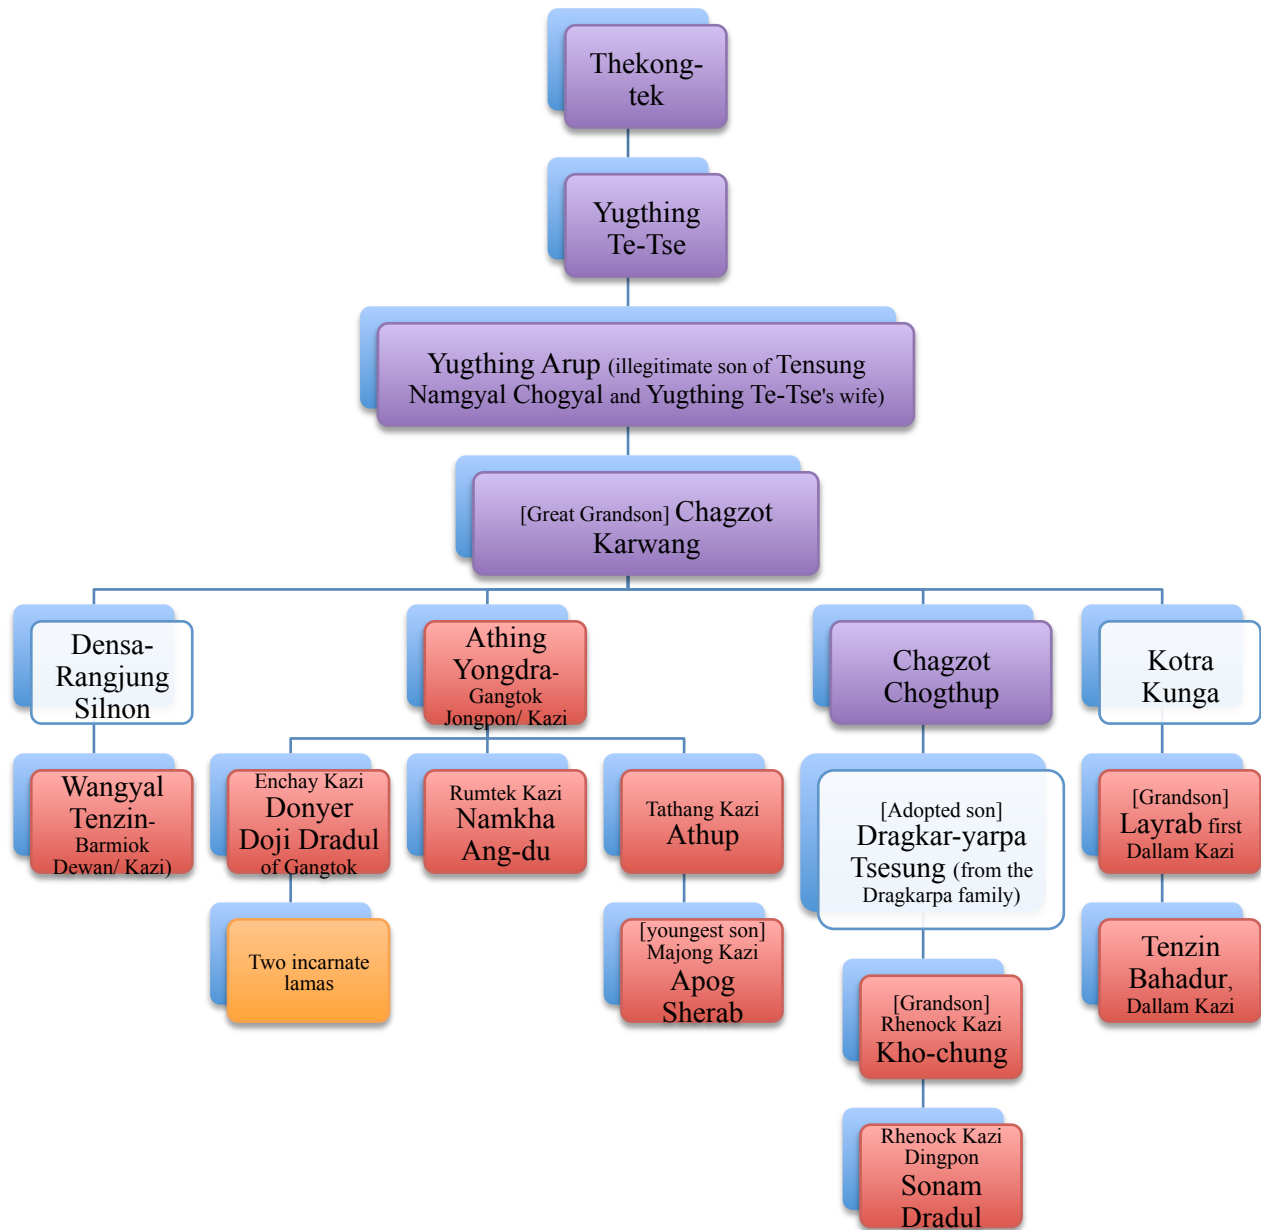 Thekong-
tek
Yugthing
Te-Tse
Yugthing Arup (illegitimate son of Tensung
Namgyal Chogyal and Yugthing Te-Tse's wife)
[Great Grandson] Chagzot
Karwang
Densa-
Rangjung
Silnon
Athing
Yongdra-
Gangtok
Jongpon/ Kazi
Chagzot
Chogthup
Kotra
Kunga
Wangyal
Tenzin-
Barmiok
Dewan/ Kazi)
Enchay Kazi
Donyer
Doji Dradul
of Gangtok
Rumtek Kazi
Namkha
Ang-du
Tathang Kazi
Athup
[Adopted son]
Dragkar-yarpa
Tsesung (from the
Dragkarpa family)
[Grandson]
Layrab first
Dallam Kazi
Two incarnate
lamas
[youngest son]
Majong Kazi
Apog
Sherab
[Grandson]
Rhenock Kazi
Kho-chung
Tenzin
Bahadur,
Dallam Kazi
Rhenock Kazi
Dingpon
Sonam
Dradul